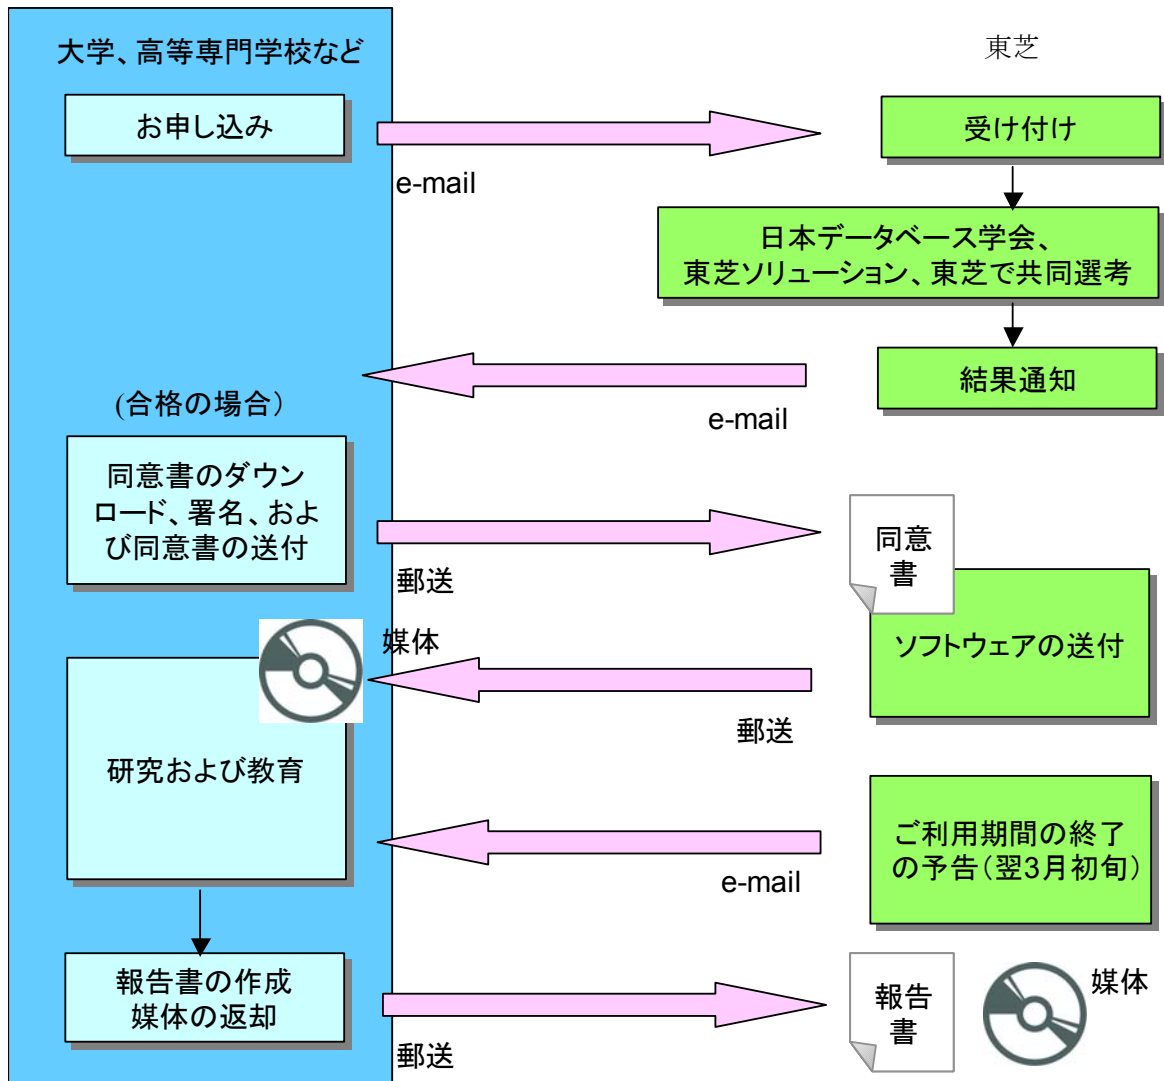 大学、高等専門学校など
東芝
お申し込み
受け付け
e-mail
日本データベース学会、
東芝ソリューション、東芝で共同選考
結果通知
e-mail
(合格の場合）
同意書のダウン
ロード、署名、およ
び同意書の送付
同意
書
郵送
媒体
ソフトウェアの送付
郵送
研究および教育
ご利用期間の終了
の予告（翌3月初旬）
e-mail
報告書の作成
媒体の返却
報告
書
媒体
郵送